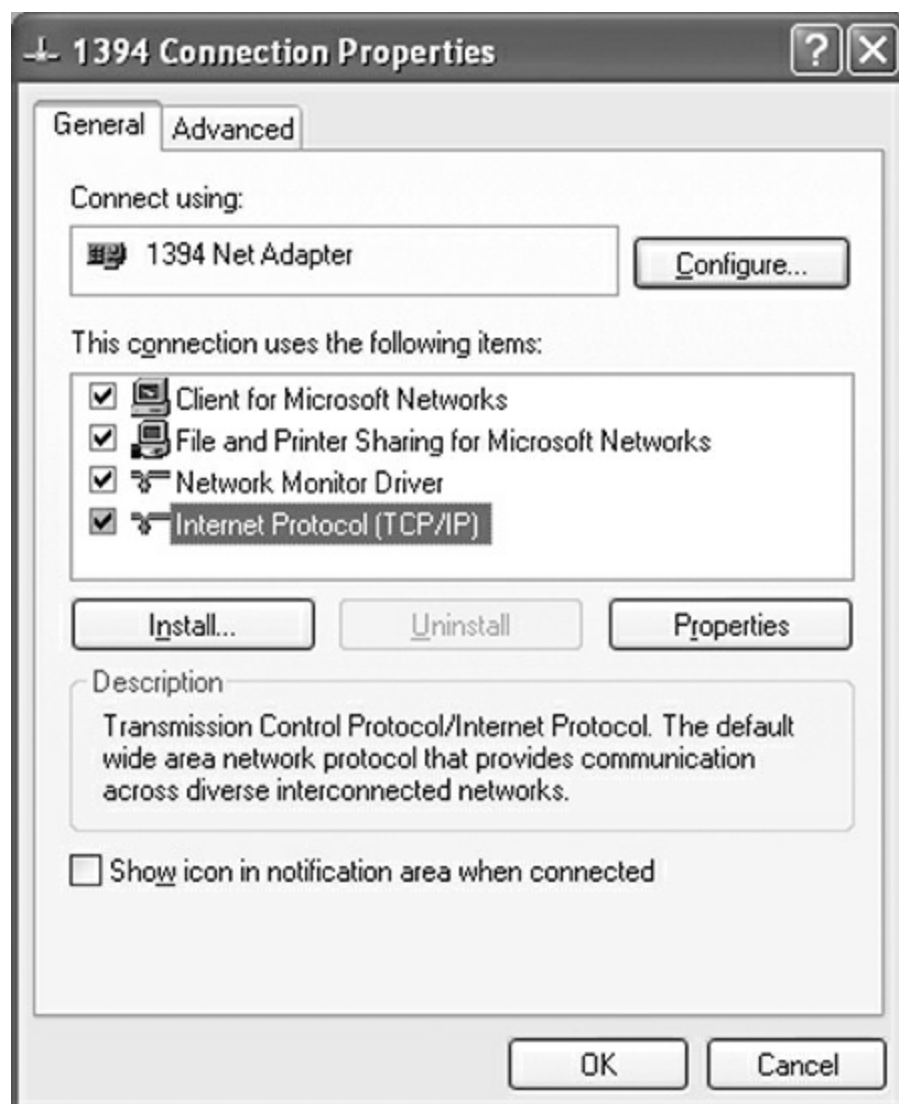 1394 Connection Properties
General
Advanced
Connect using:
1394 Net Adapter
Configure...
This connection uses the following items:
Client for Microsoft Networks
File and Printer Sharing for Microsoft Networks
Network Monitor Driver
Internet Protocol (TCP/IP)
Install...
Uninstall
Properties
Description
Transmission Control Protocol/Internet Protocol. The default
wide area network protocol that provides communication
across diverse interconnected networks.
Show icon in notification area when connected
OK
Cancel